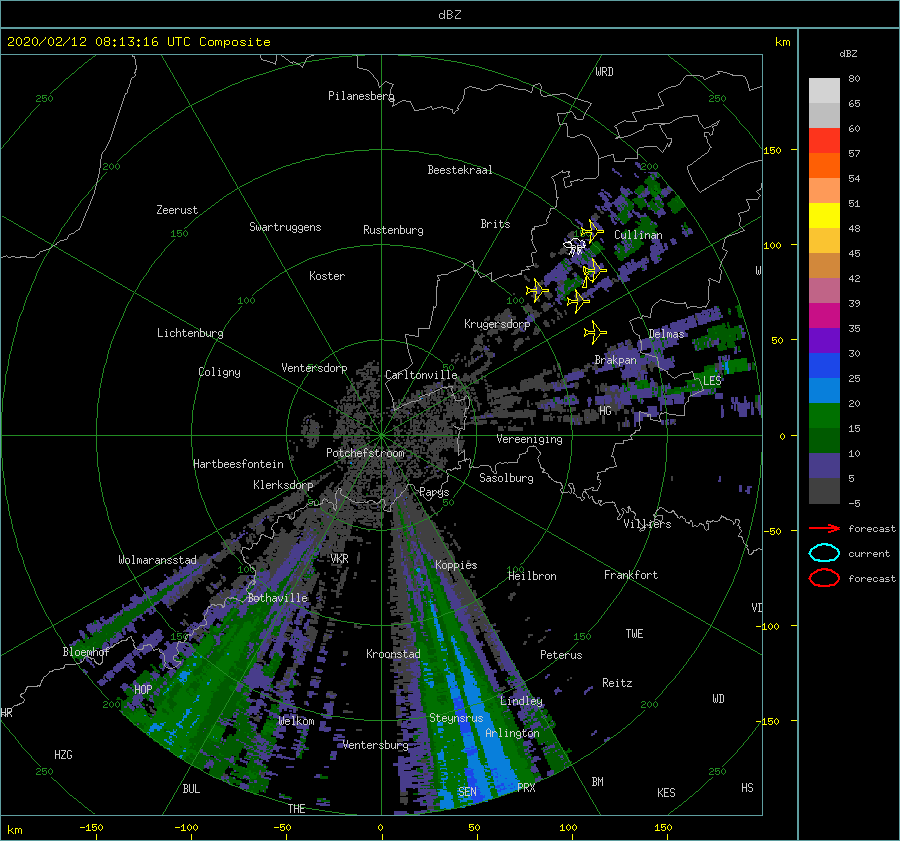 dBZ
2020/02/12 08:13:16 UTC Composite
km
dBZ
WRD
80
250
Pilanesberg
250
65
60
150
57
200
Beestekraal
200
54
Zeerust
51
Swartruggens
Brits
150
Rustenburg
Cullinan
48
100
45
Koster
42
100
100
39
Lichtenburg
Krugersdorp
Delmas
35
50
30
Coligny
Ventersdorp
Carltonville
Brakpan
LES
25
HG
20
15
0
Vereeniging
Potchefstroom
10
Hartbeesfontein
Klerksdorp
Sasolburg
5
50
Parys
50
-5
Villiers
-50
forecast
Wolmaransstad
VKR
Koppies
current
100
100
Heilbron
Frankfort
forecast
Bothaville
VD
-100
150
150
TWE
Bloemhof
Kroonstad
Peterus
HOP
Reitz
HR
200
Lindley
200
WD
Welkom
Steynsrus
-150
Arlington
HZG
Ventersburg
250
250
BUL
SEN
PRX
BM
KES
HS
THE
km
-150
-100
-50
0
50
100
150